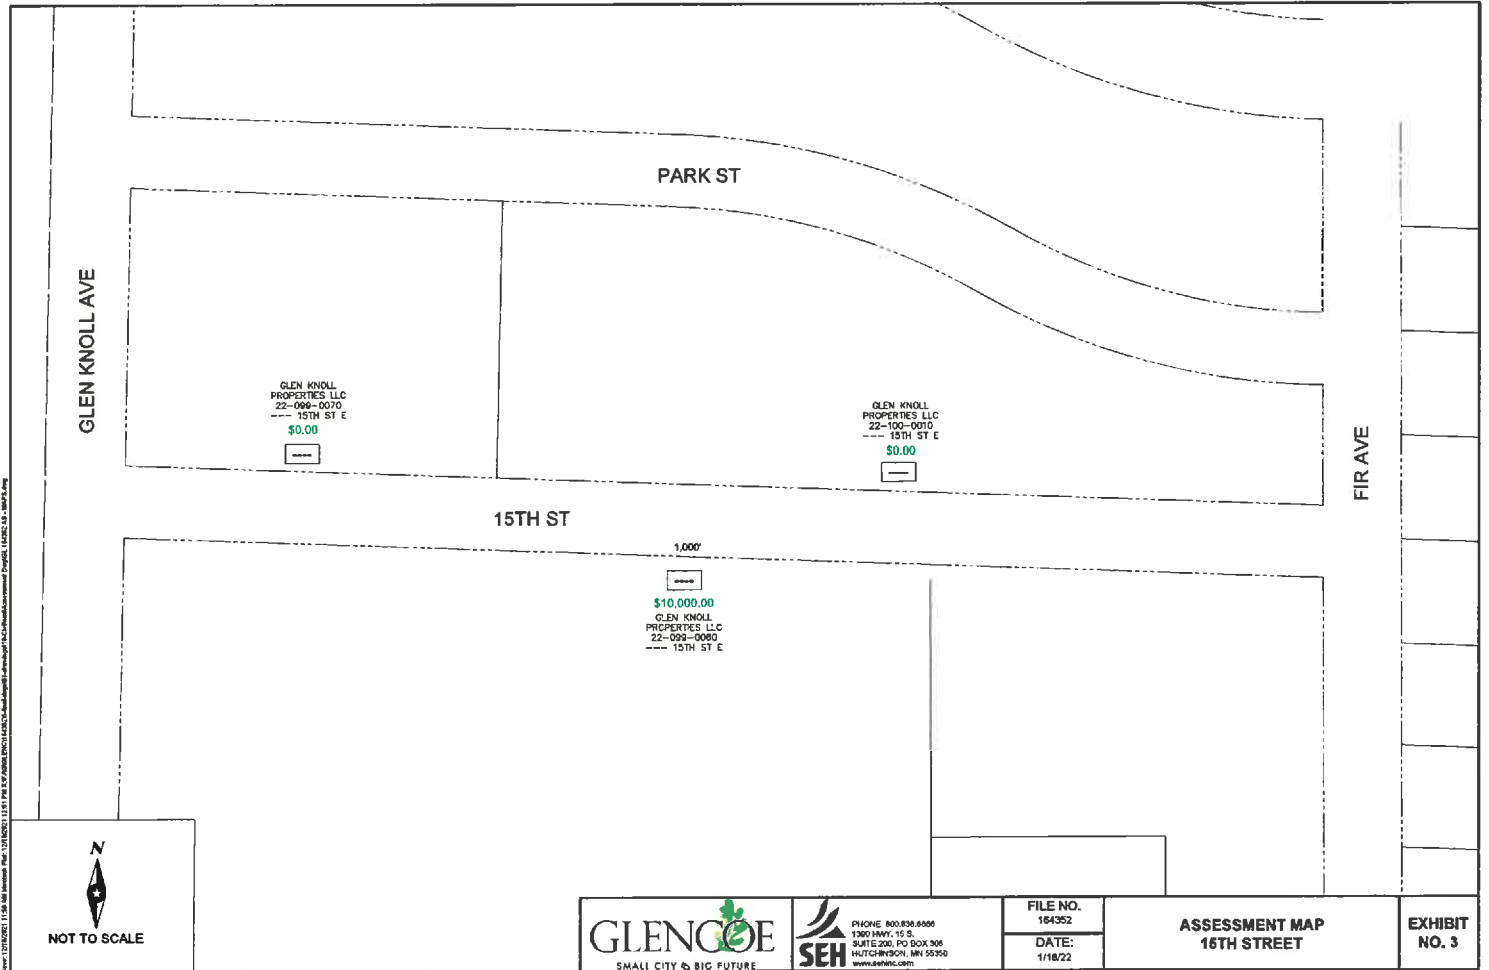 PARK ST
GLEN KNOLL AVE
GLEN KNOLL
PROPERTIES LLC
22-099-0070
--- 15TH ST E
$0.00
----
GLEN KNOLL
PROPERTIES LLC
22-100-0010
--- 15TH ST E
$0.00
FIR AVE
15TH ST
1,000'
----
$10,000.00
GLEN KNOLL
PROPERTIES LLC
22-099-0060
--- 15TH ST E
N
NOT TO SCALE
GLENCOE
SMALL CITY & BIG FUTURE
SEH
PHONE 800.838.8666
1390 HWY. 15 S.
SUITE 200, PO BOX 308
HUTCHINSON, MN 55350
www.sehinc.com
FILE NO.
164352
DATE:
1/18/22
ASSESSMENT MAP
15TH STREET
EXHIBIT
NO. 3